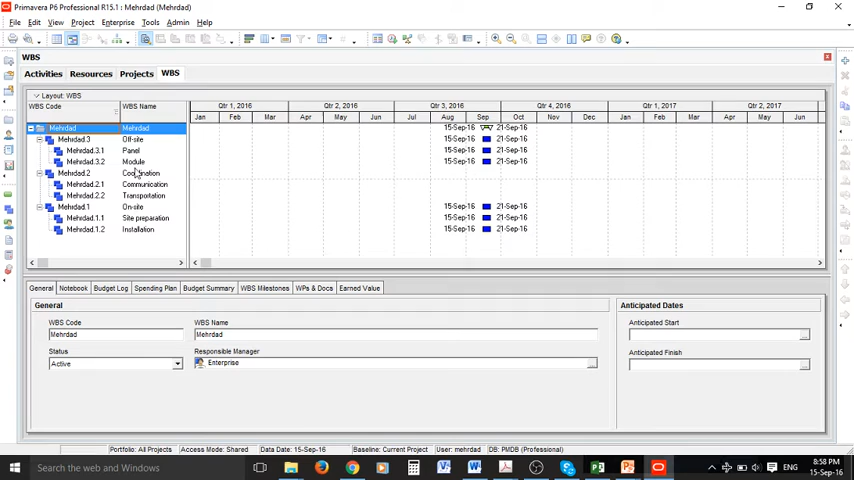 Primavera P6 Professional R15.1 : Mehrdad (Mehrdad)
File Edit View Project Enterprise Tools Admin Help
WBS
Activities Resources Projects WBS
Layout: WBS
WBS Code WBS Name Qtr 1, 2016 Qtr 2, 2016 Qtr 3, 2016 Qtr 4, 2016 Qtr 1, 2017 Qtr 2, 2017
Jan Feb Mar Apr May Jun Jul Aug Sep Oct Nov Dec Jan Feb Mar Apr May Jun
Mehrdad Mehrdad 15-Sep-16 21-Sep-16
Mehrdad.3 Off-site 15-Sep-16 21-Sep-16
Mehrdad.3.1 Panel 15-Sep-16 21-Sep-16
Mehrdad.3.2 Module 15-Sep-16 21-Sep-16
Mehrdad.2 Coordination
Mehrdad.2.1 Communication
Mehrdad.2.2 Transportation
Mehrdad.1 On-site 15-Sep-16 21-Sep-16
Mehrdad.1.1 Site preparation 15-Sep-16 21-Sep-16
Mehrdad.1.2 Installation 15-Sep-16 21-Sep-16
General Notebook Budget Log Spending Plan Budget Summary WBS Milestones WPs & Docs Earned Value
General Anticipated Dates
WBS Code WBS Name Anticipated Start
Mehrdad Mehrdad
Status Responsible Manager Anticipated Finish
Active Enterprise
Portfolio: All Projects Access Mode: Shared Data Date: 15-Sep-16 Baseline: Current Project User: mehrdad DB: PMDB (Professional)
Search the web and Windows ENG 8:58 PM
15-Sep-16